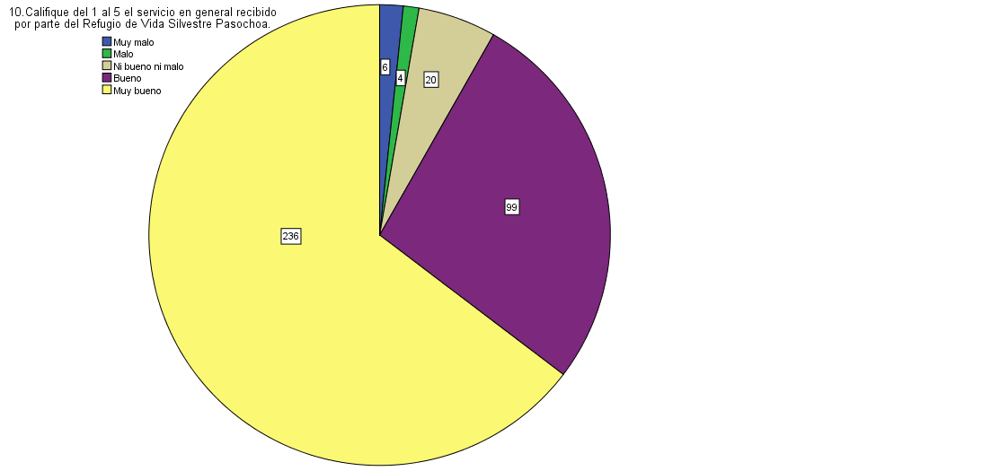 10.Califique del 1 al 5 el servicio en general recibido
por parte del Refugio de Vida Silvestre Pasochoa.
Muy malo
Malo
Ni bueno ni malo
Bueno
Muy bueno
6
4
20
99
236